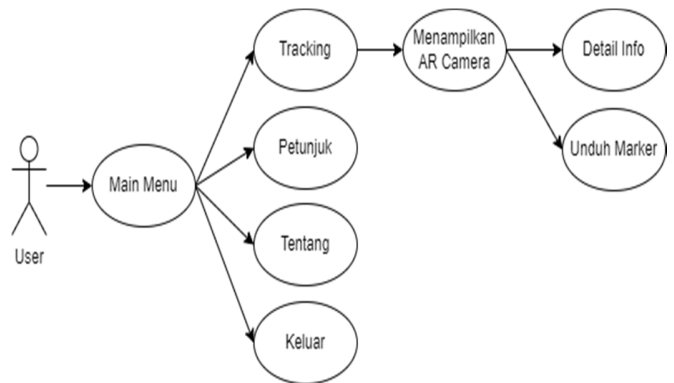 User
Main Menu
Tracking
Petunjuk
Tentang
Keluar
Menampilkan
AR Camera
Detail Info
Unduh Marker